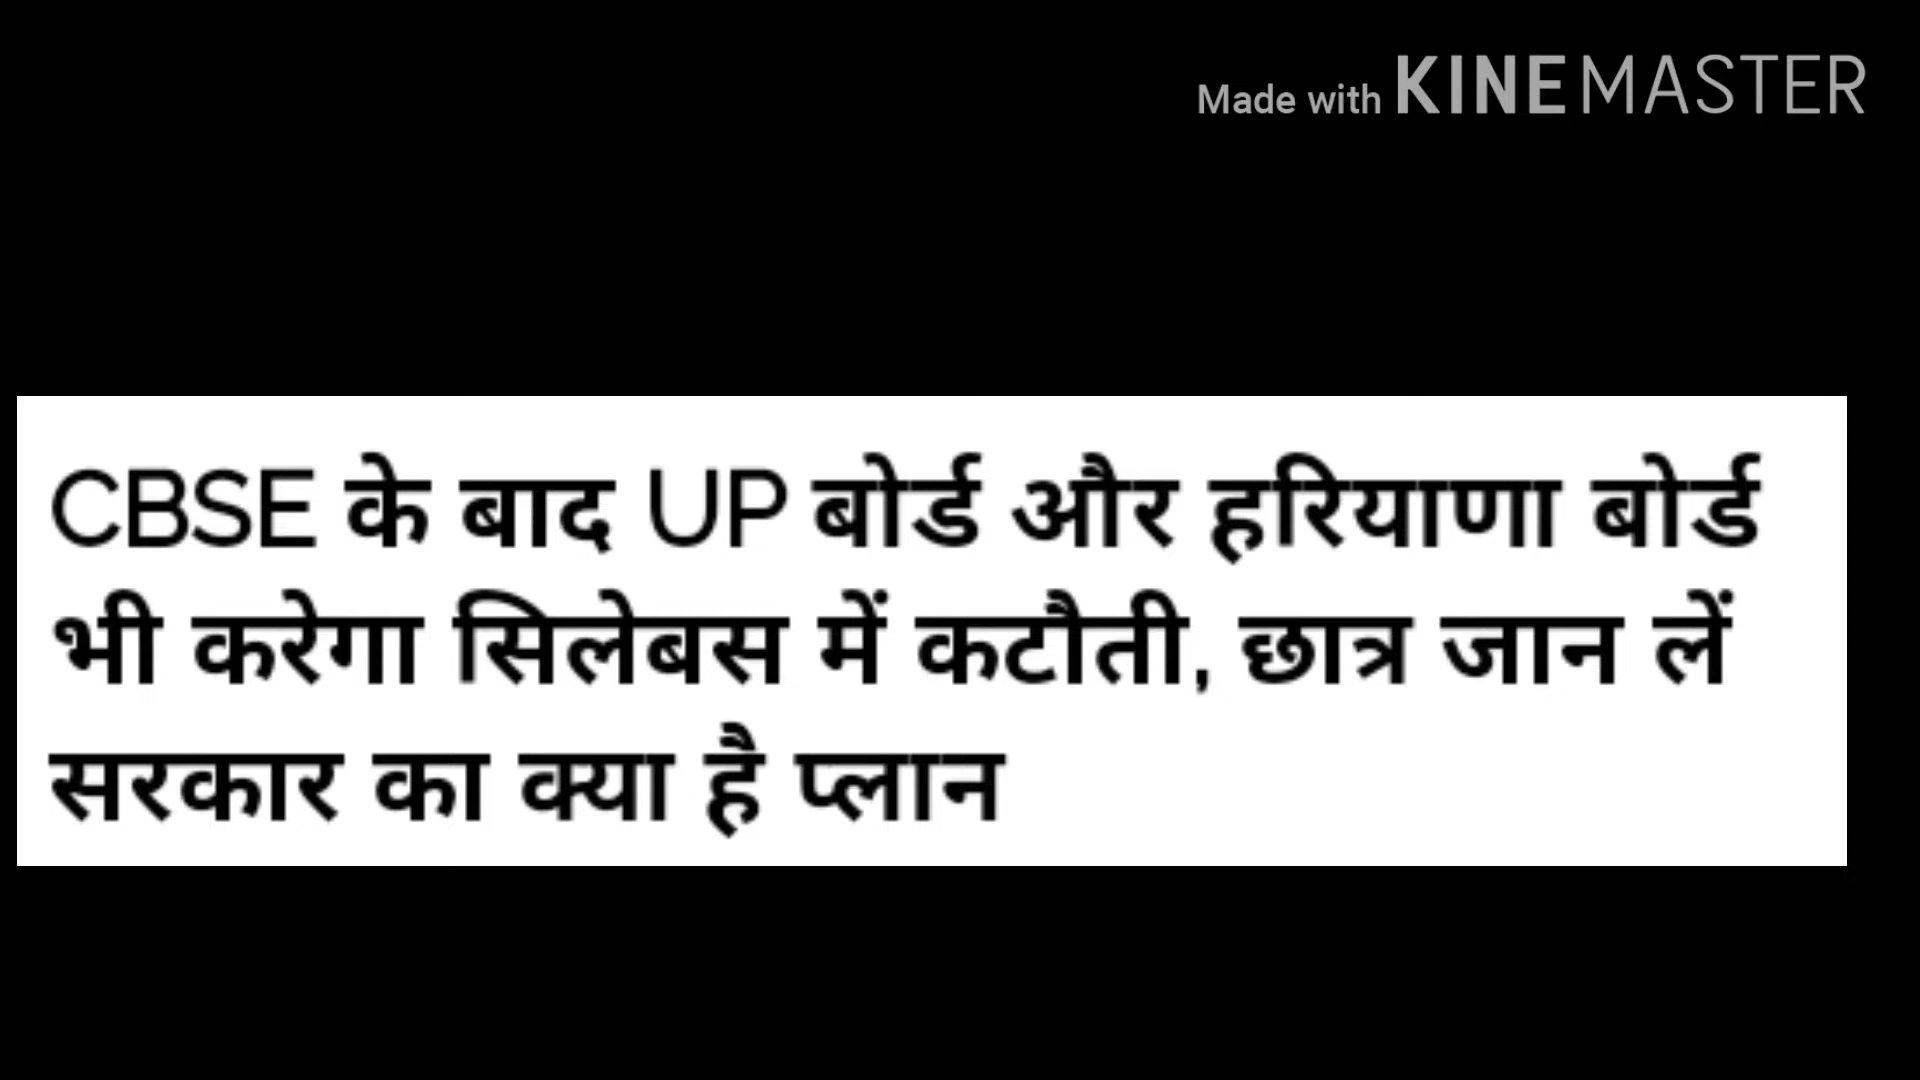 Made with KINEMASTER
CBSE के बाद UP बोर्ड और हरियाणा बोर्ड
भी करेगा सिलेबस में कटौती, छात्र जान लें
सरकार का क्या है प्लान